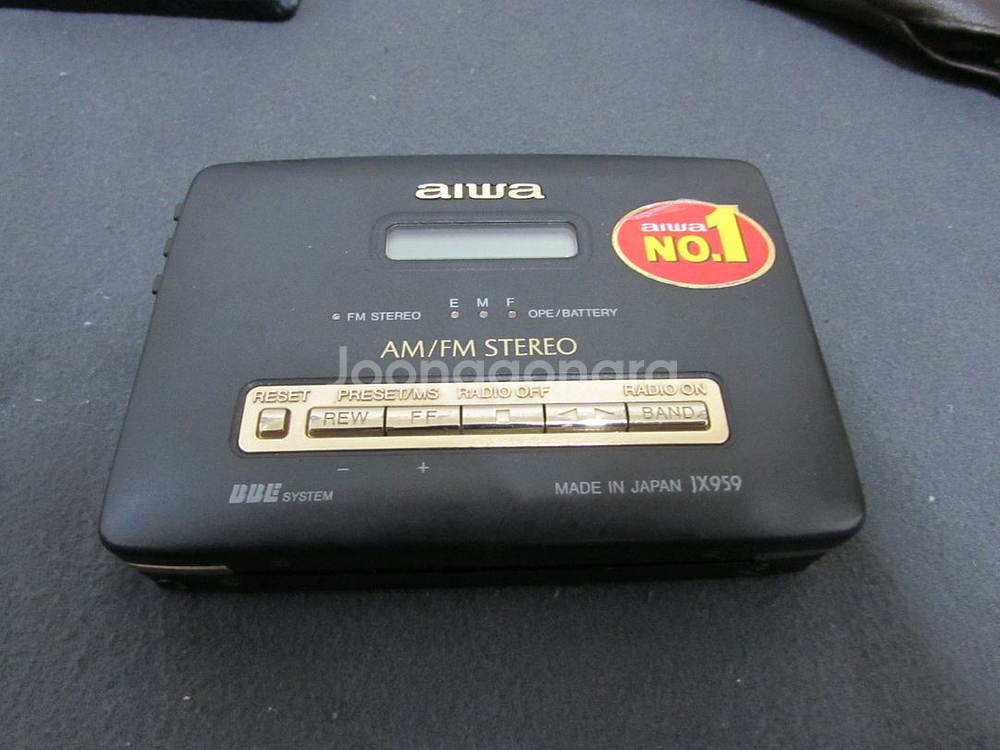 aiwa
aiwa
NO.1
E M F
FM STEREO
OPE/BATTERY
AM/FM STEREO
Joonggonara
RESET PRESET/MS RADIO OFF RADIO ON
REW FF BAND
− +
BBE SYSTEM
MADE IN JAPAN JX959